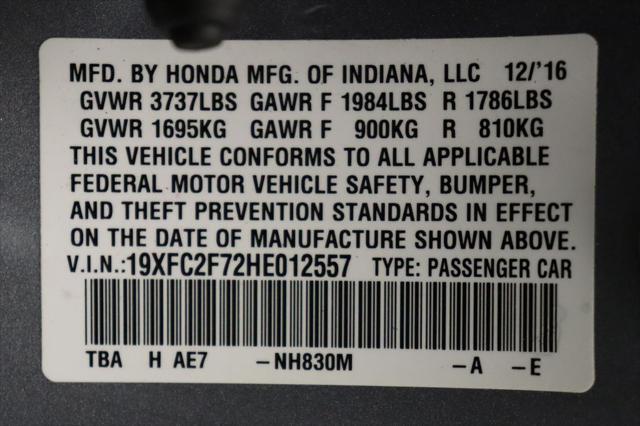 MFD. BY HONDA MFG. OF INDIANA, LLC 12/'16
GVWR 3737LBS GAWR F 1984LBS R 1786LBS
GVWR 1695KG GAWR F 900KG R 810KG
THIS VEHICLE CONFORMS TO ALL APPLICABLE
FEDERAL MOTOR VEHICLE SAFETY, BUMPER,
AND THEFT PREVENTION STANDARDS IN EFFECT
ON THE DATE OF MANUFACTURE SHOWN ABOVE.
V.I.N.:19XFC2F72HE012557 TYPE: PASSENGER CAR
TBA H AE7 –NH830M –A –E